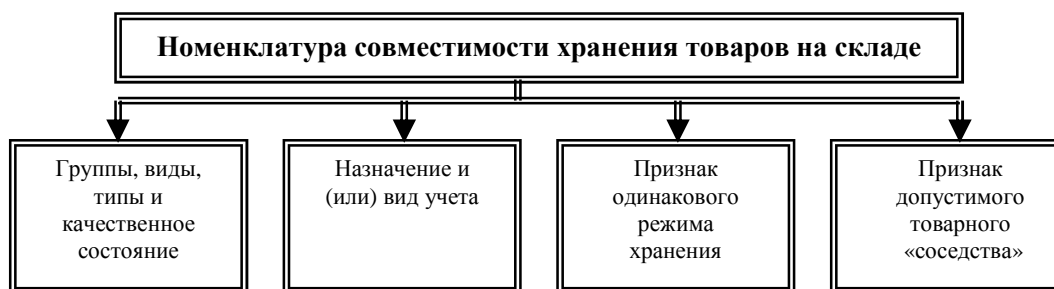 Номенклатура совместимости хранения товаров на складе
Группы, виды,
типы и
качественное
состояние
Назначение и
(или) вид учета
Признак
одинакового
режима
хранения
Признак
допустимого
товарного
«соседства»